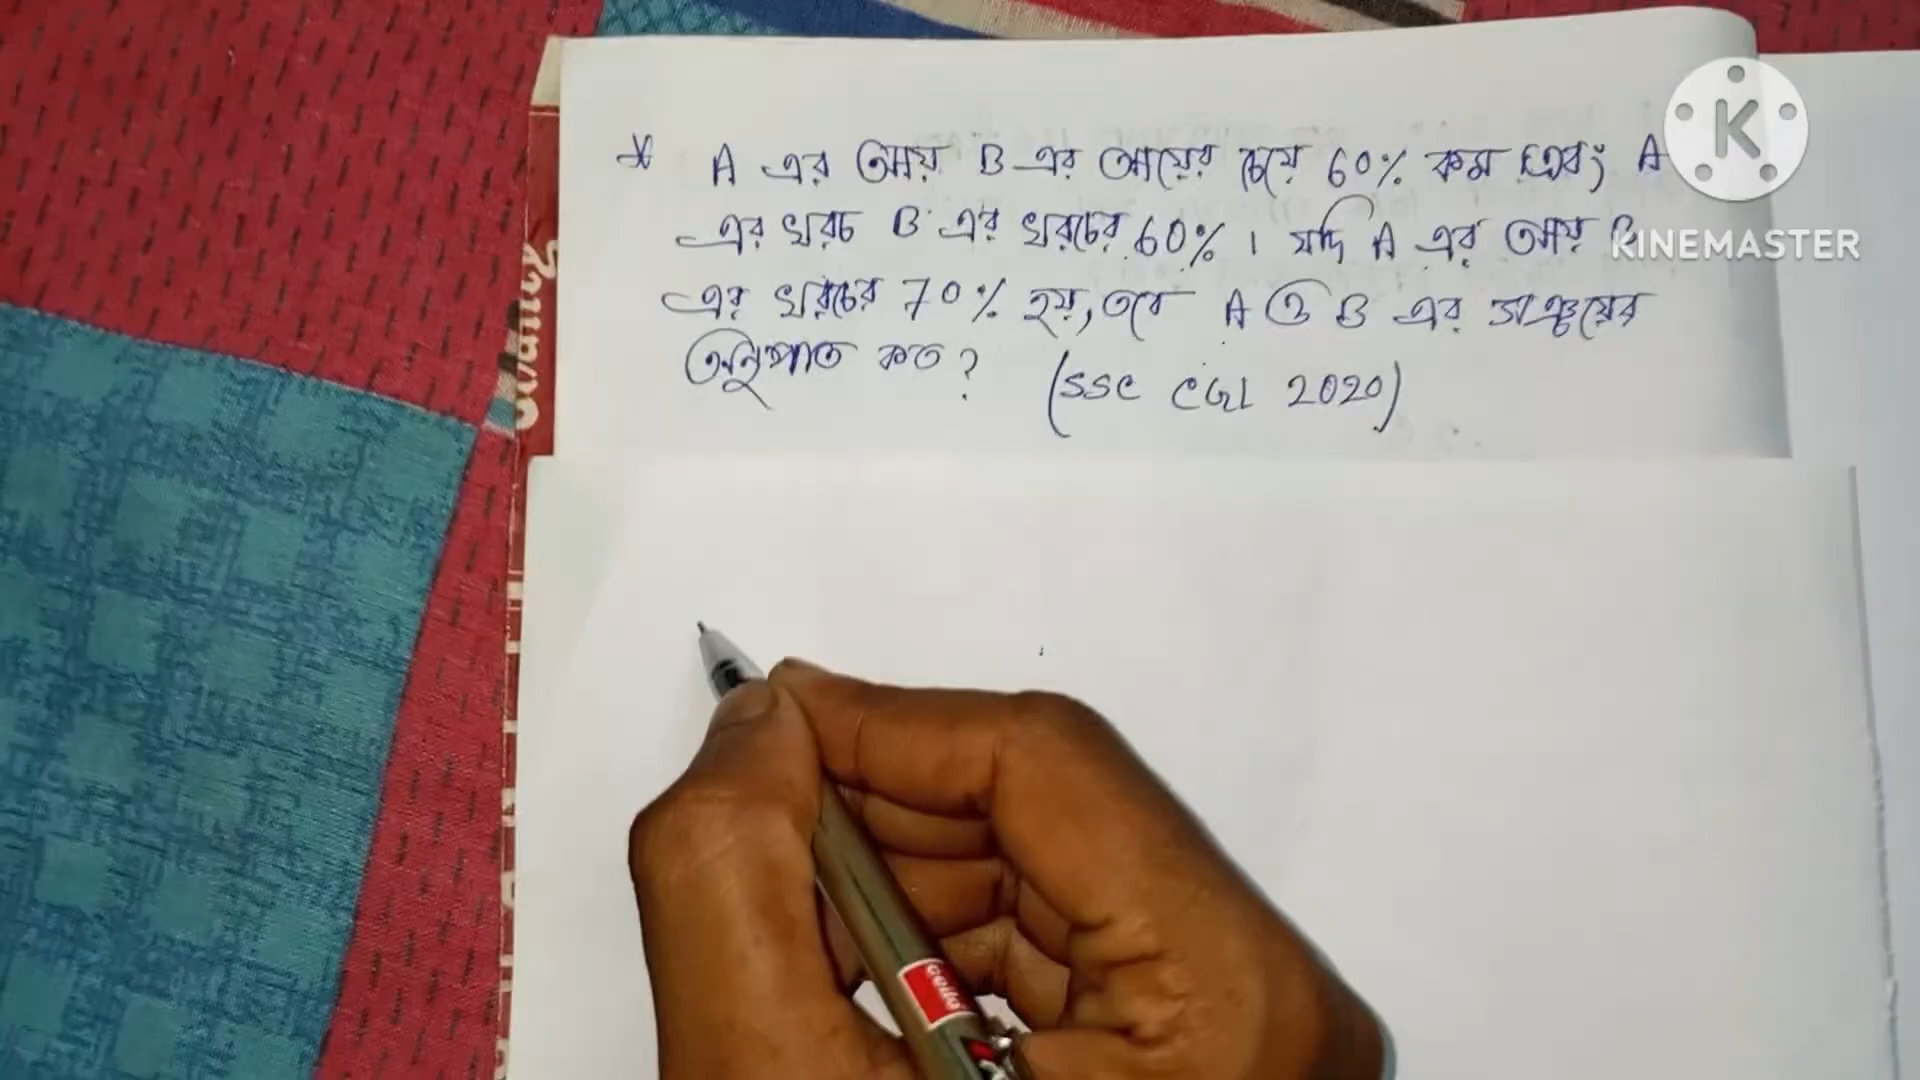 * A এর আয় B এর আয়ের চেয়ে 60% কম এবং A
এর খরচ B এর খরচের 60% । যদি A এর আয় B
এর খরচের 70% হয়, তবে A ও B এর সঞ্চয়ের
অনুপাত কত ? (SSC CGL 2020)
K
KINEMASTER
cello